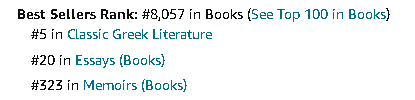 Best Sellers Rank: #8,057 in Books (See Top 100 in Books)
#5 in Classic Greek Literature
#20 in Essays (Books)
#323 in Memoirs (Books)